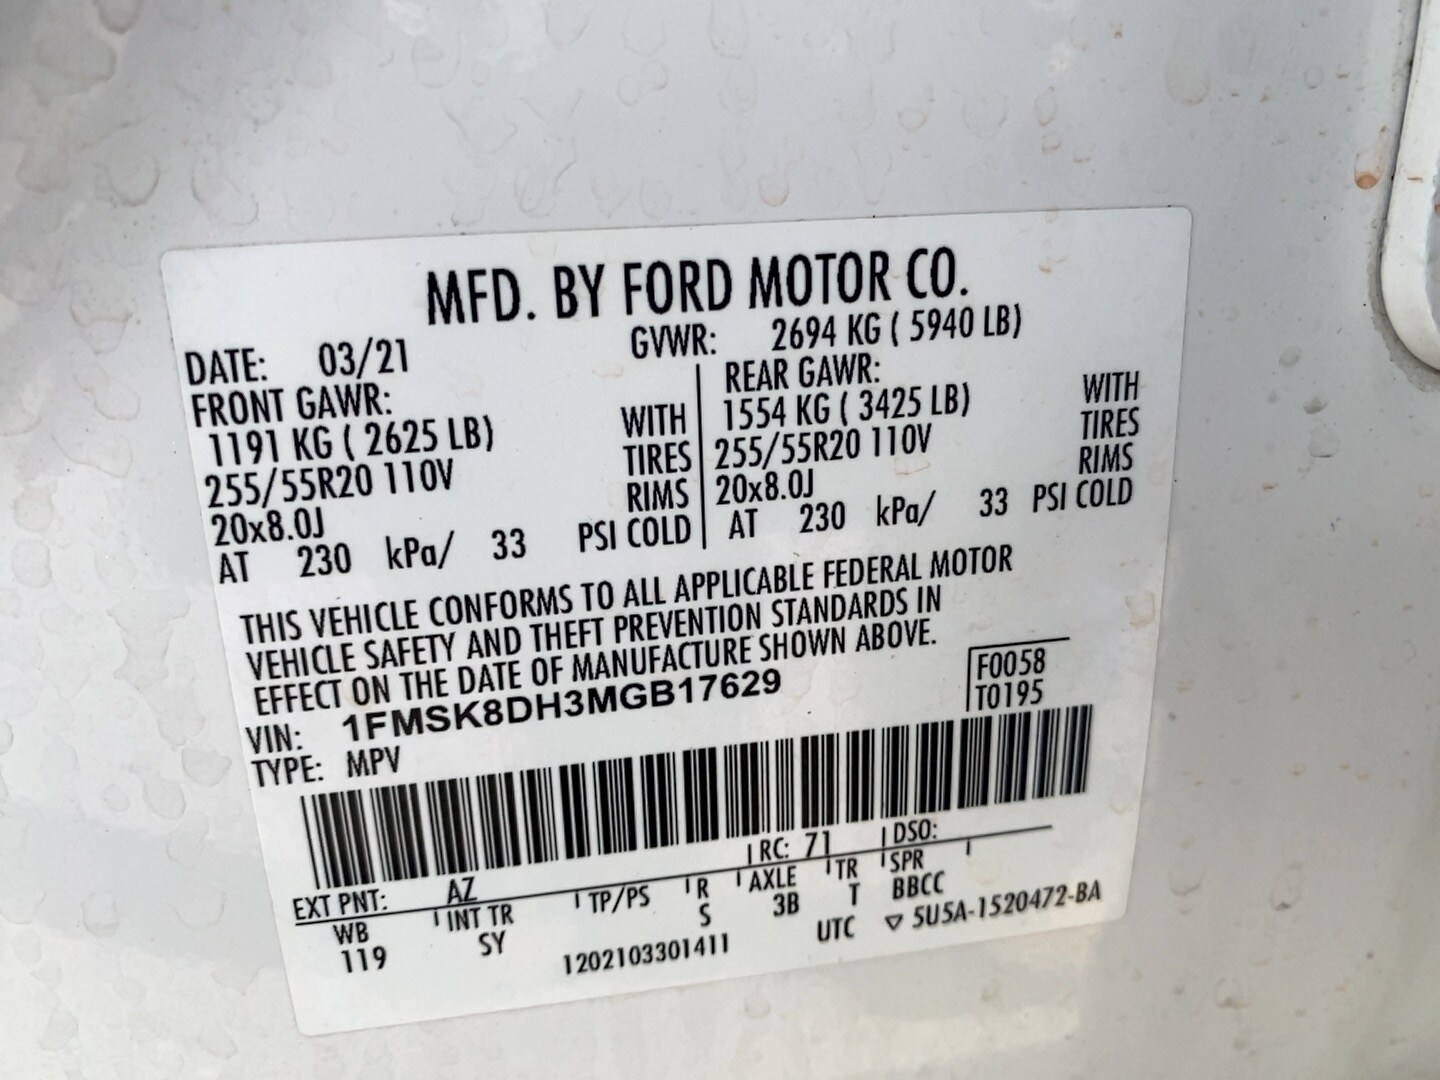 MFD. BY FORD MOTOR CO.
DATE: 03/21 GVWR: 2694 KG ( 5940 LB)
FRONT GAWR: REAR GAWR:
1191 KG ( 2625 LB) WITH 1554 KG ( 3425 LB) WITH
255/55R20 110V TIRES 255/55R20 110V TIRES
20x8.0J RIMS 20x8.0J RIMS
AT 230 kPa/ 33 PSI COLD AT 230 kPa/ 33 PSI COLD
THIS VEHICLE CONFORMS TO ALL APPLICABLE FEDERAL MOTOR
VEHICLE SAFETY AND THEFT PREVENTION STANDARDS IN
EFFECT ON THE DATE OF MANUFACTURE SHOWN ABOVE.
VIN: 1FMSK8DH3MGB17629 F0058
TYPE: MPV T0195
EXT PNT: AZ RC: 71 DSO:
WB INT TR TP/PS R AXLE TR SPR
119 SY S 3B T BBCC
1202103301411 UTC ▽ 5U5A-1520472-BA